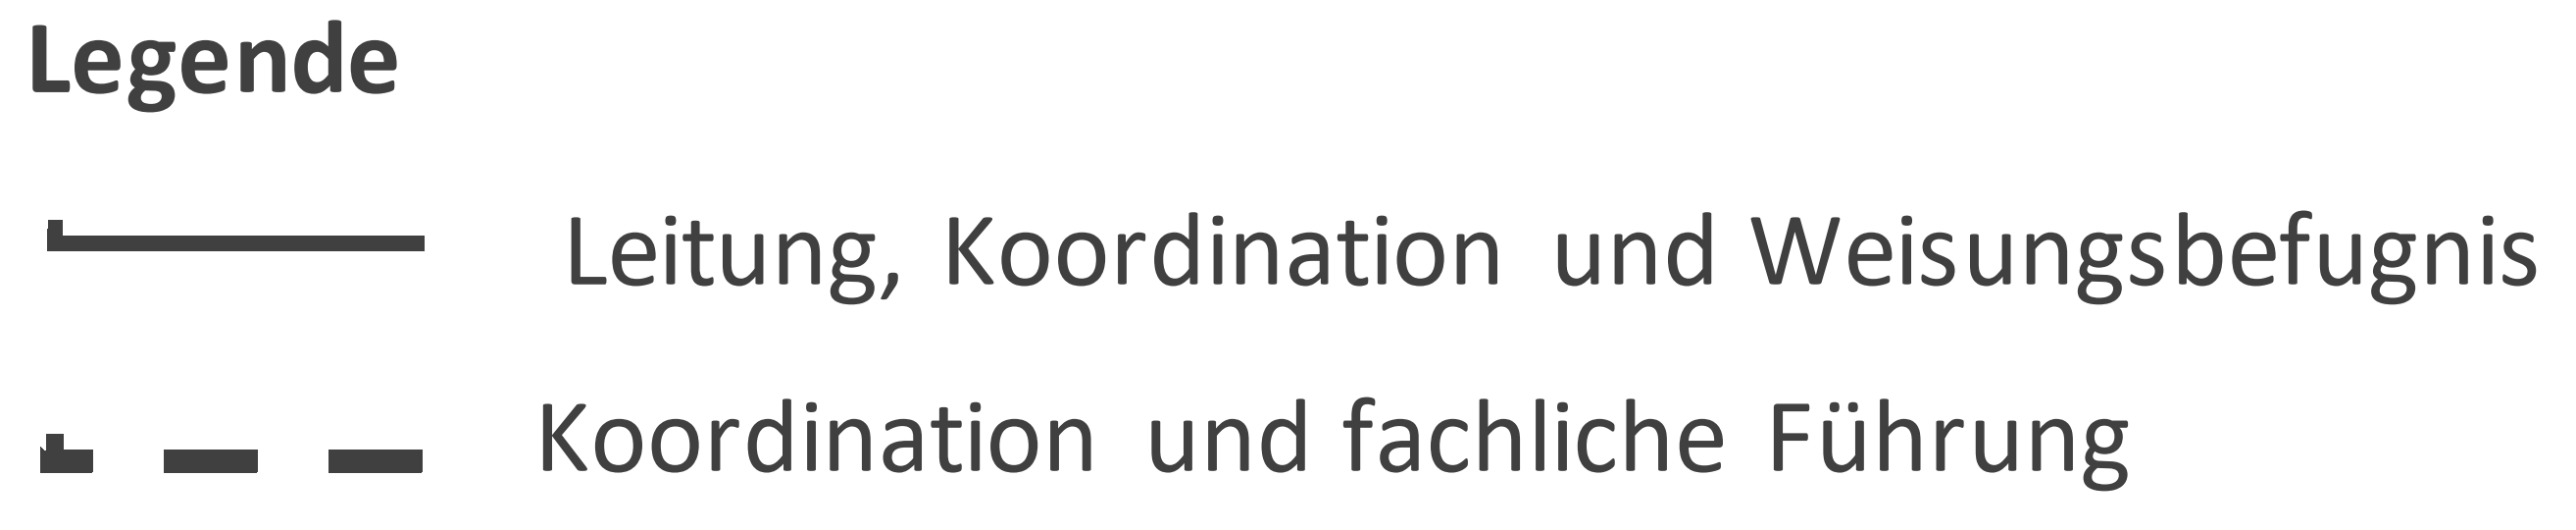 Legende
Leitung, Koordination und Weisungsbefugnis
Koordination und fachliche Führung